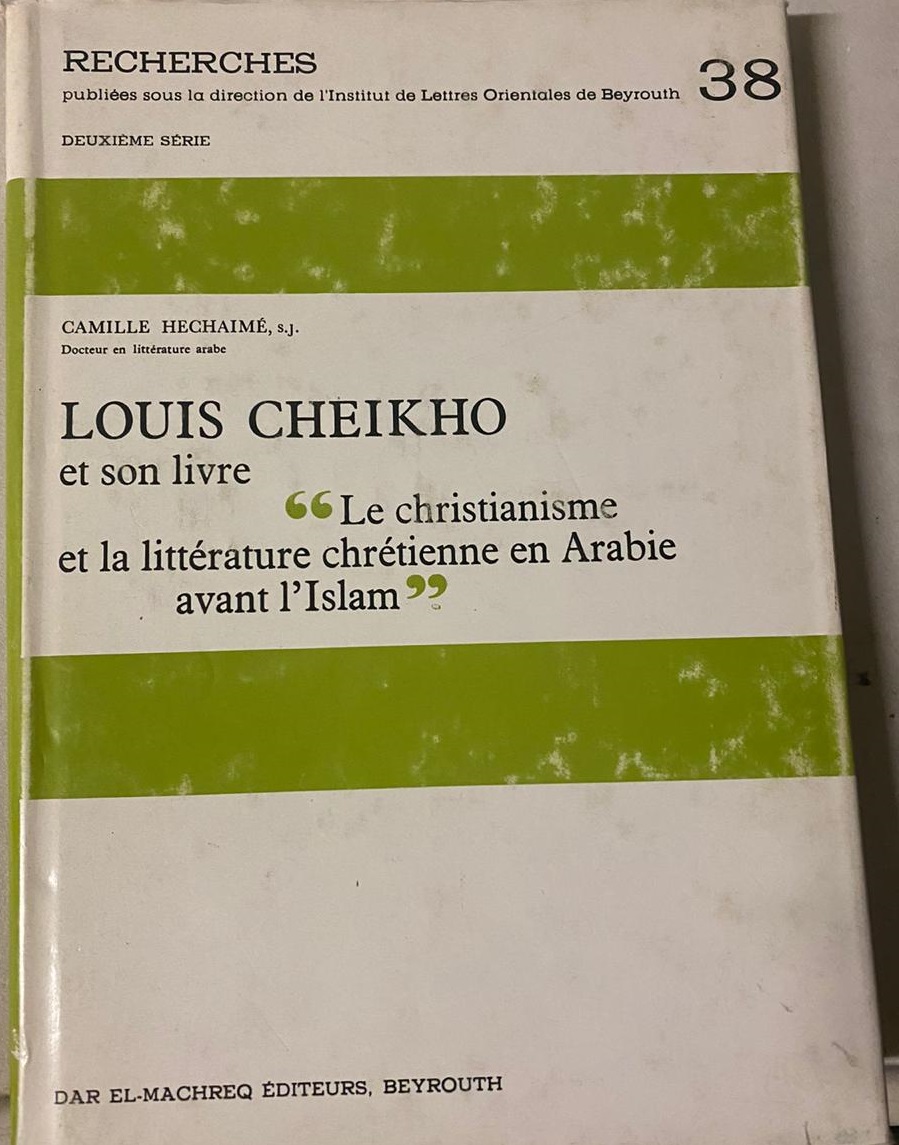 RECHERCHES
publiées sous la direction de l'Institut de Lettres Orientales de Beyrouth
38
DEUXIÈME SÉRIE
CAMILLE HECHAIMÉ, S.J.
Docteur en littérature arabe
LOUIS CHEIKHO
et son livre
“Le christianisme
et la littérature chrétienne en Arabie
avant l’Islam”
DAR EL-MACHREQ ÉDITEURS, BEYROUTH